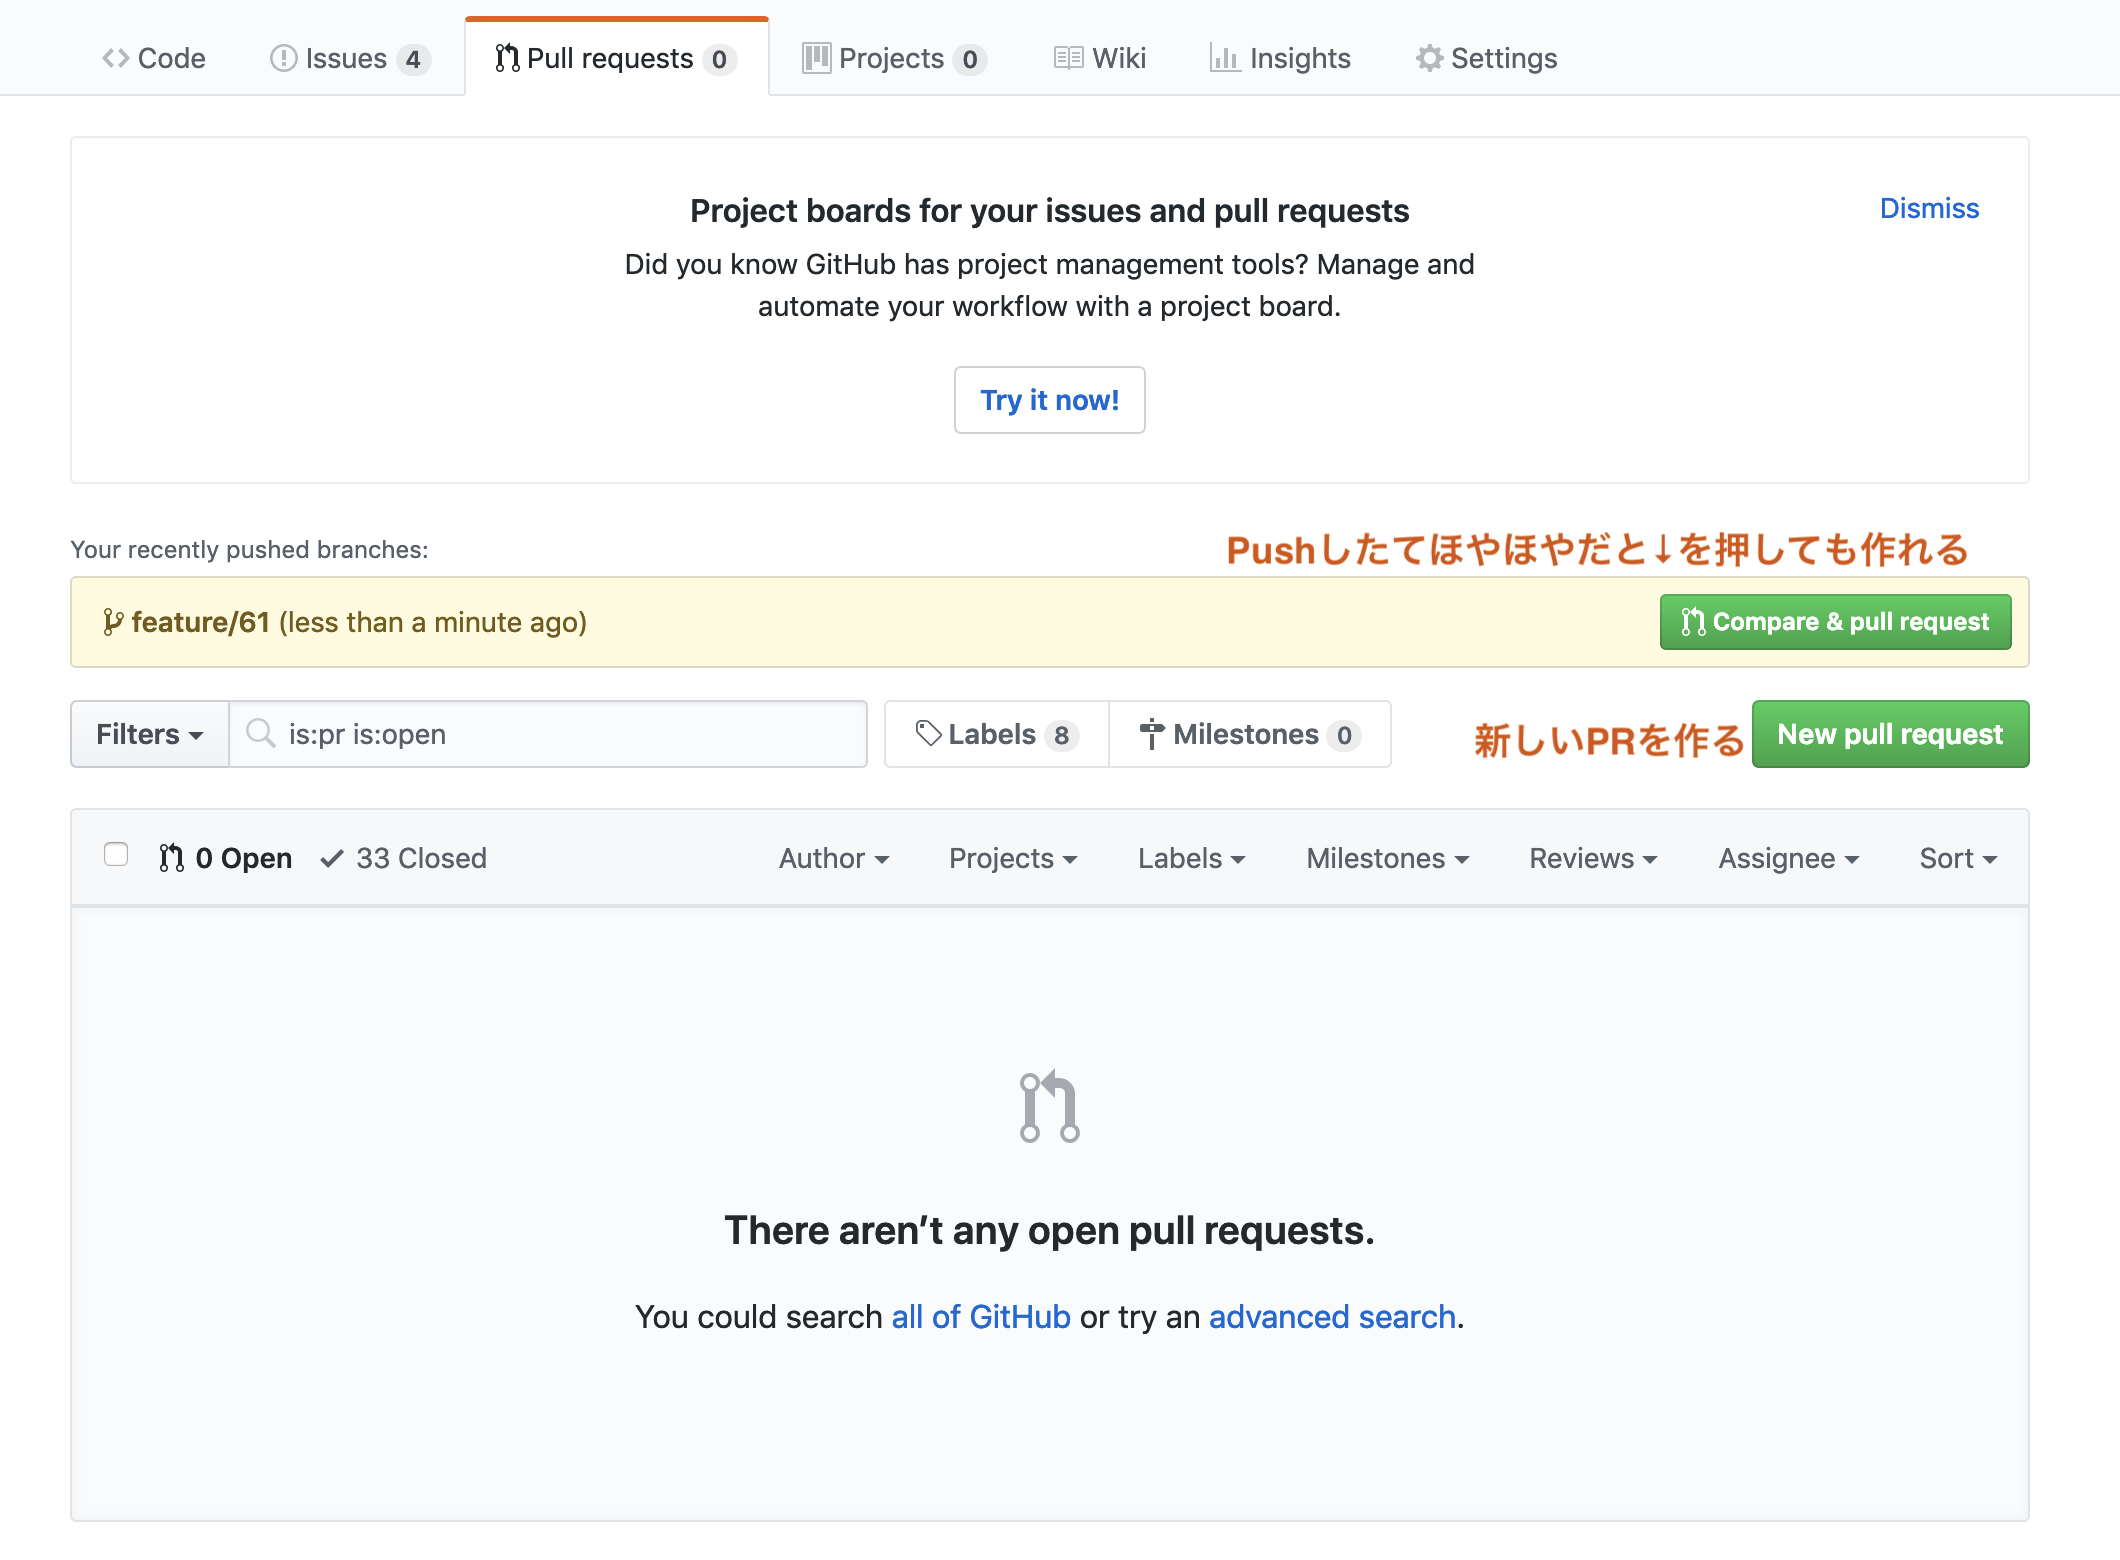 Code Issues 4 Pull requests 0 Projects 0 Wiki Insights Settings
Project boards for your issues and pull requests
Dismiss
Did you know GitHub has project management tools? Manage and
automate your workflow with a project board.
Try it now!
Your recently pushed branches:
Pushしたてほやほやだと↓を押しても作れる
feature/61 (less than a minute ago)
Compare & pull request
Filters
is:pr is:open
Labels 8
Milestones 0
新しいPRを作る
New pull request
0 Open 33 Closed
Author Projects Labels Milestones Reviews Assignee Sort
There aren’t any open pull requests.
You could search all of GitHub or try an advanced search.